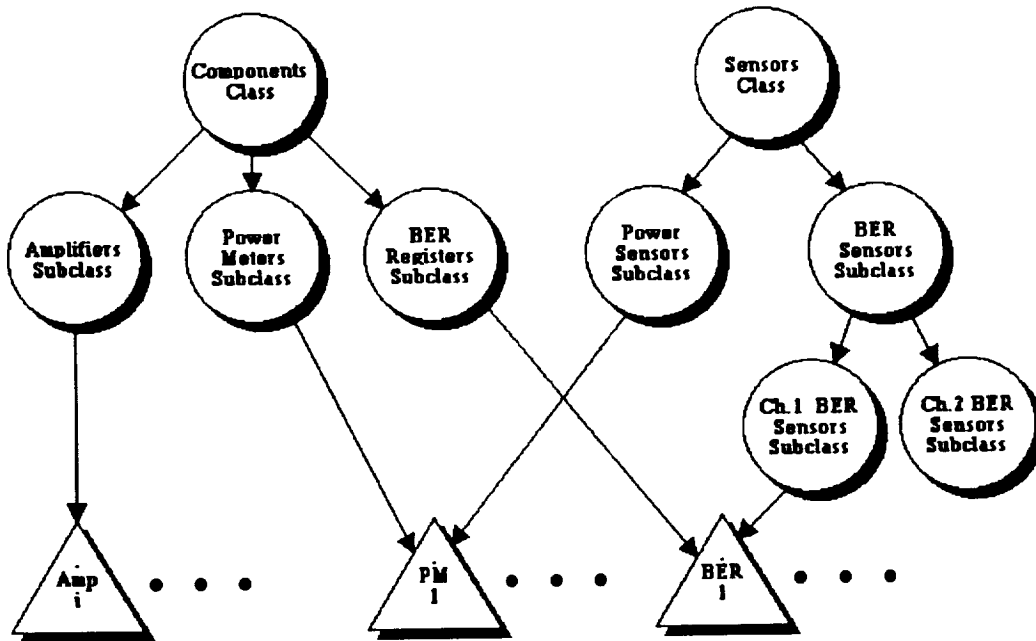 Components
Class
Sensors
Class
Amplifiers
Subclass
Power
Meters
Subclass
BER
Registers
Subclass
Power
Sensors
Subclass
BER
Sensors
Subclass
Ch.1 BER
Sensors
Subclass
Ch.2 BER
Sensors
Subclass
Amp
i
PM
1
BER
1